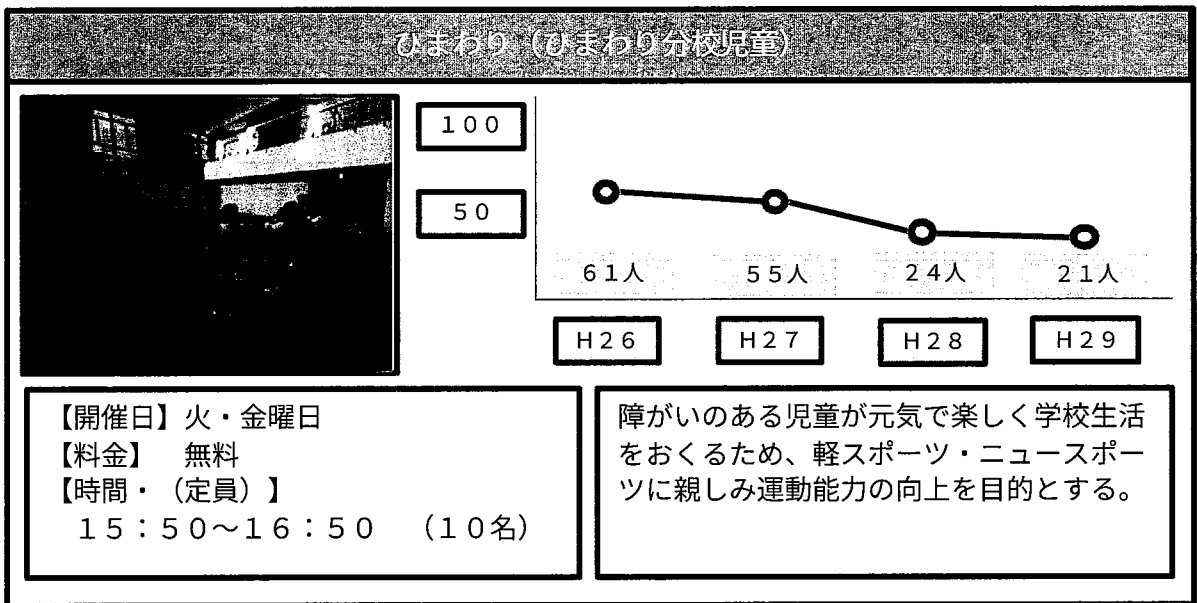 ひまわり（ひまわり分校児童）
１００
５０
６１人
５５人
２４人
２１人
Ｈ２６
Ｈ２７
Ｈ２８
Ｈ２９
【開催日】火・金曜日
【料金】　無料
【時間・（定員）】
１５：５０～１６：５０　（１０名）
障がいのある児童が元気で楽しく学校生活
をおくるため、軽スポーツ・ニュースポー
ツに親しみ運動能力の向上を目的とする。